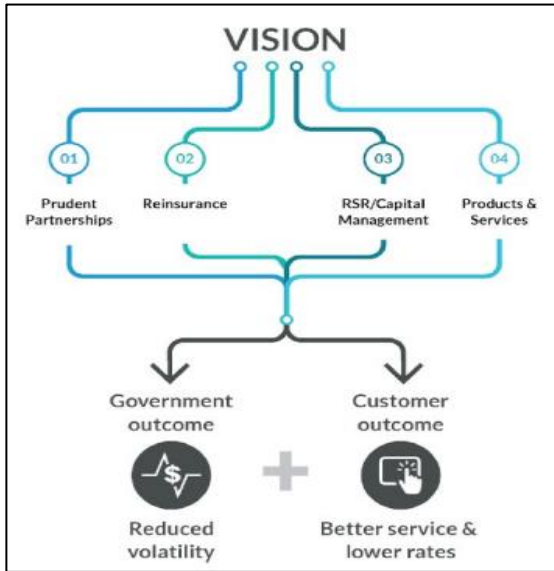 VISION
01
02
03
04
Prudent
Partnerships
Reinsurance
RSR/Capital
Management
Products &
Services
Government
outcome
Customer
outcome
$
+
Reduced
volatility
Better service &
lower rates